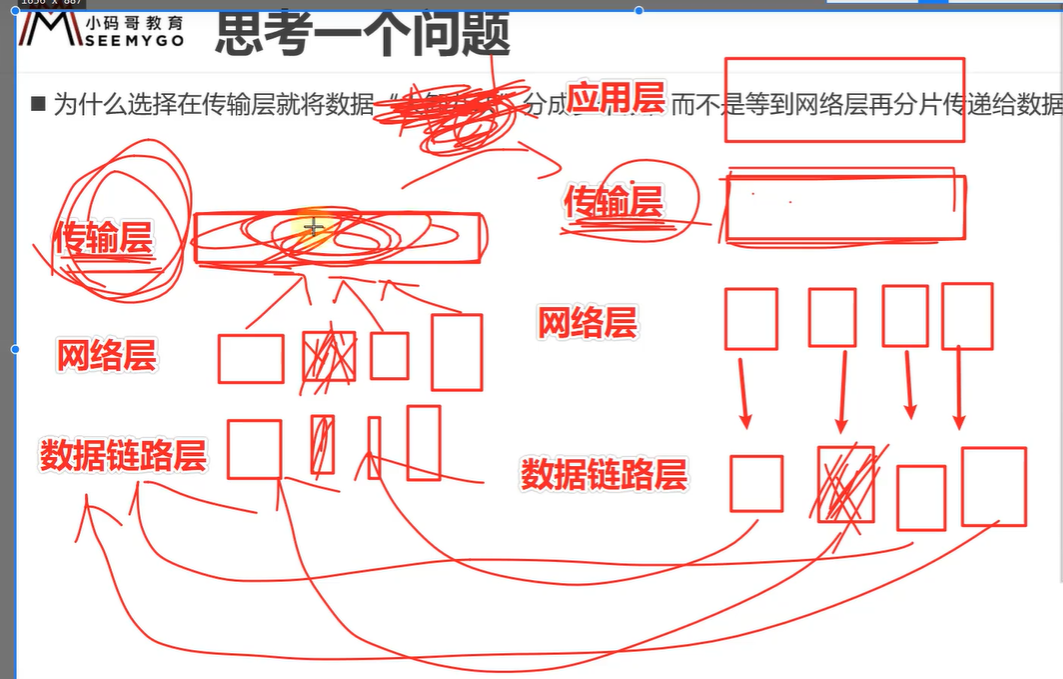 1656 x 887
小码哥教育
SEEMYGO
思考一个问题
为什么选择在传输层就将数据“ ”分成 而不是等到网络层再分片传递给数据
应用层
传输层
传输层
网络层
网络层
数据链路层
数据链路层